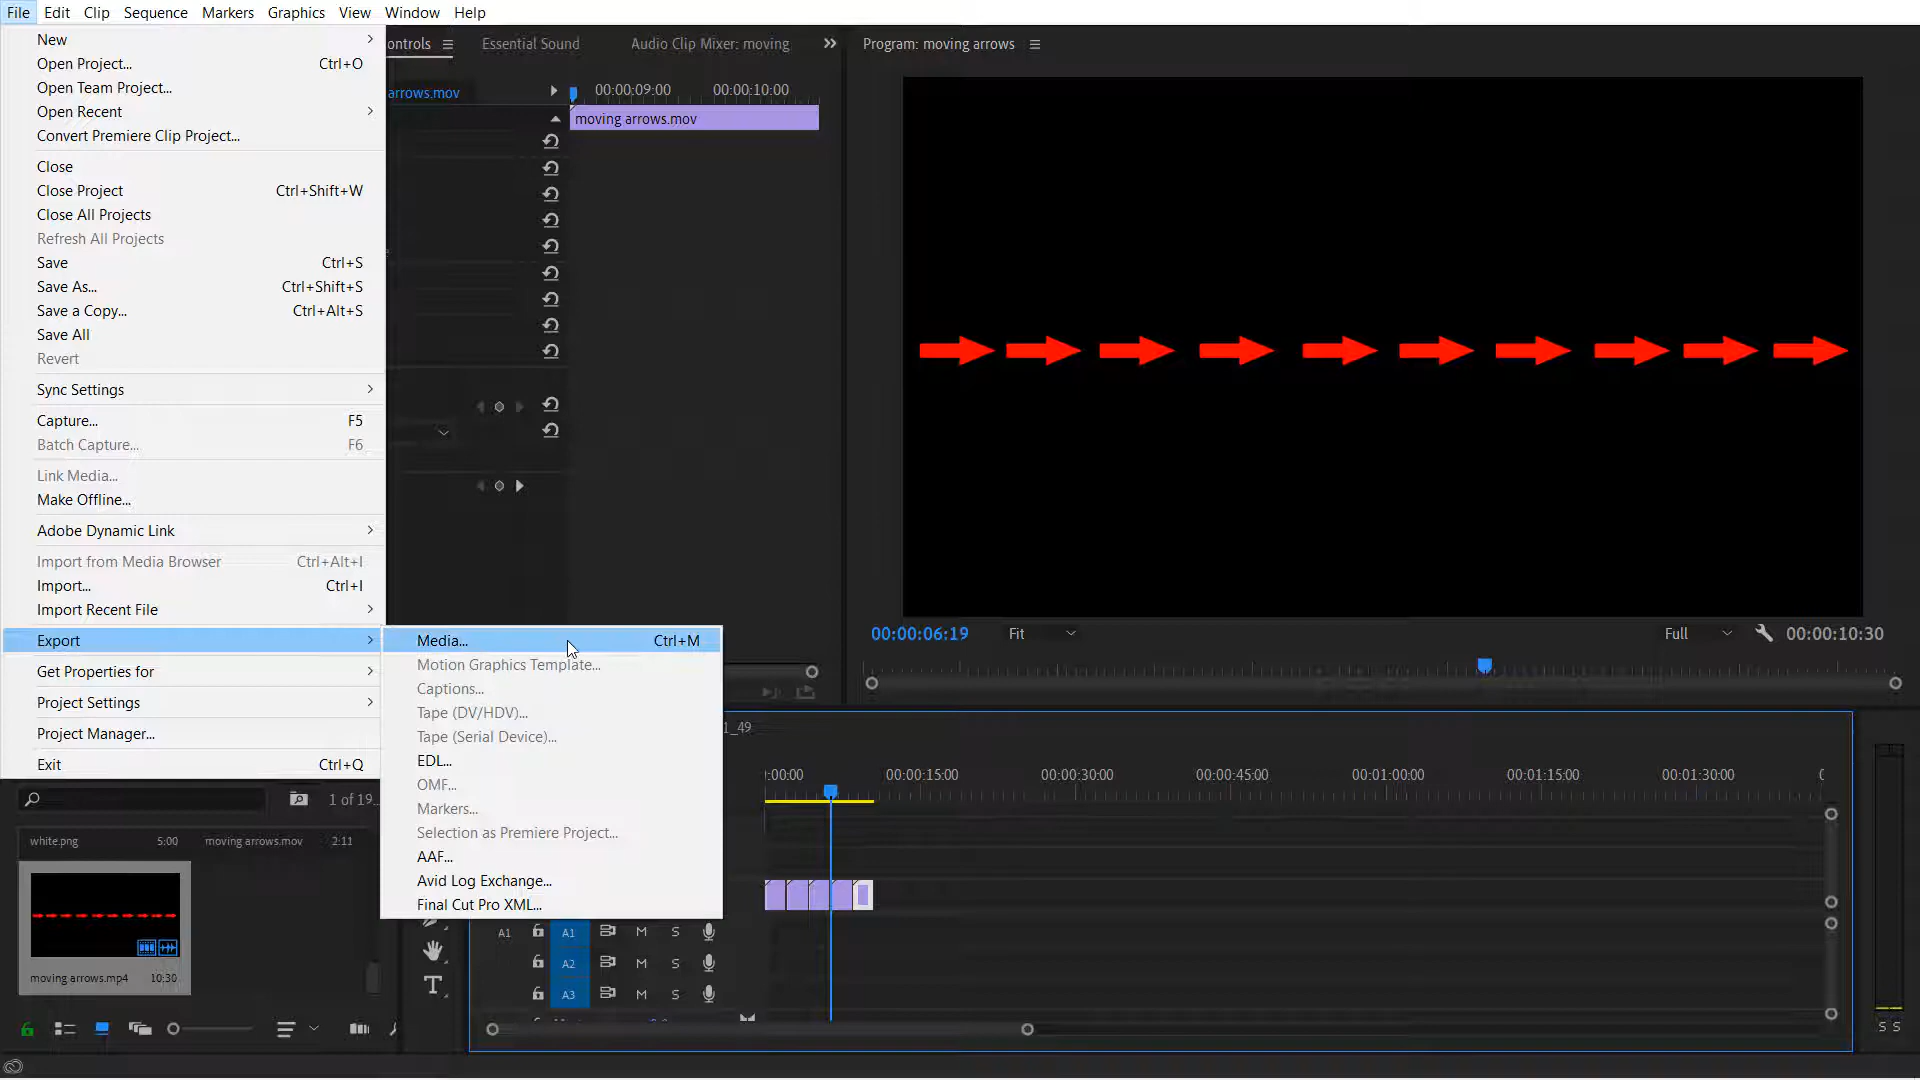 File Edit Clip Sequence Markers Graphics View Window Help
New
Open Project... Ctrl+O
Open Team Project...
Open Recent
Convert Premiere Clip Project...
Close
Close Project Ctrl+Shift+W
Close All Projects
Refresh All Projects
Save Ctrl+S
Save As... Ctrl+Shift+S
Save a Copy... Ctrl+Alt+S
Save All
Revert
Sync Settings
Capture... F5
Batch Capture... F6
Link Media...
Make Offline...
Adobe Dynamic Link
Import from Media Browser Ctrl+Alt+I
Import... Ctrl+I
Import Recent File
Export
Get Properties for
Project Settings
Project Manager...
Exit Ctrl+Q
Media... Ctrl+M
Motion Graphics Template...
Captions...
Tape (DV/HDV)...
Tape (Serial Device)...
EDL...
OMF...
Markers...
Selection as Premiere Project...
AAF...
Avid Log Exchange...
Final Cut Pro XML...
ontrols Essential Sound Audio Clip Mixer: moving
arrows.mov 00:00:09:00 00:00:10:00
moving arrows.mov
Program: moving arrows
00:00:06:19 Fit Full 00:00:10:30
1_49
:00:00 00:00:15:00 00:00:30:00 00:00:45:00 00:01:00:00 00:01:15:00 00:01:30:00
1 of 19...
white.png 5:00 moving arrows.mov 2:11
moving arrows.mp4 10:30
A1 A1 M S
A2 M S
A3 M S
S S